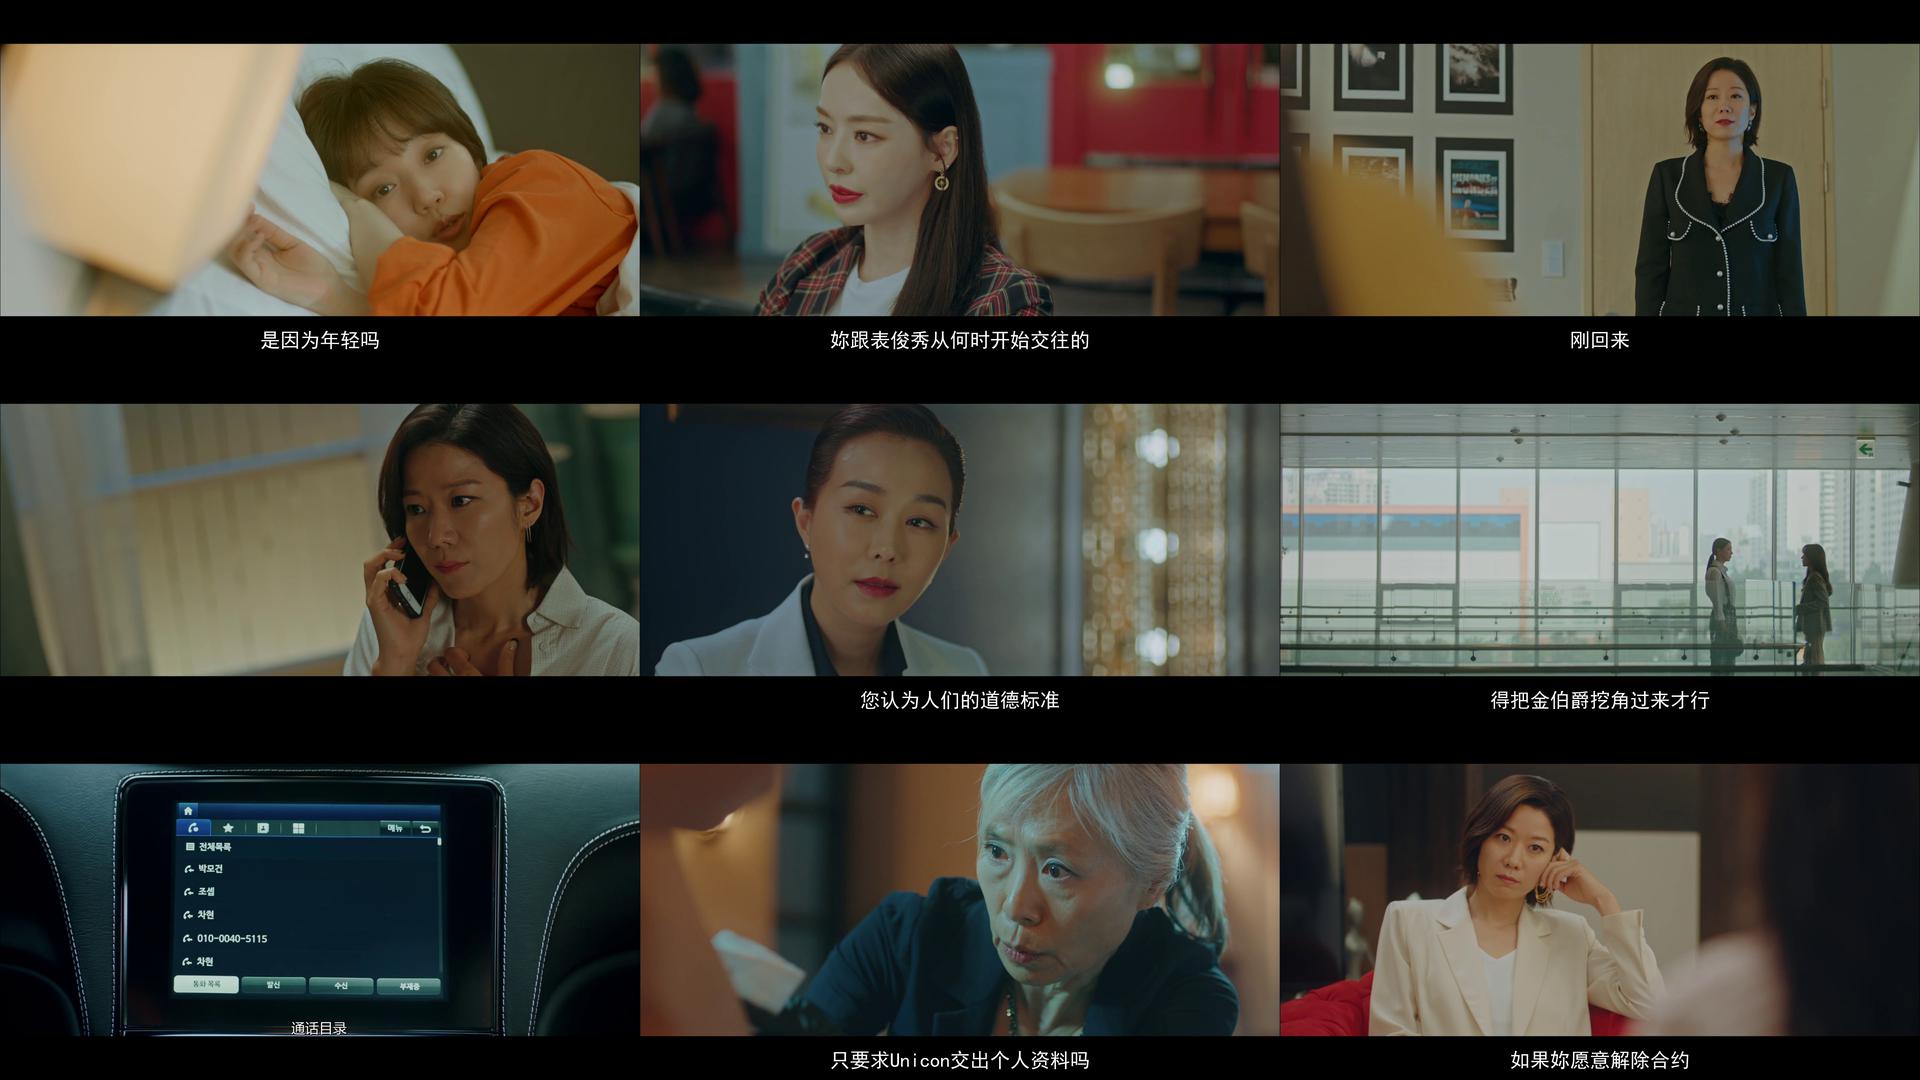 是因为年轻吗
妳跟表俊秀从何时开始交往的
MEMORIES OF MURDER
刚回来
您认为人们的道德标准
得把金伯爵挖角过来才行
메뉴
전체목록
박모건
조셉
차현
010-0040-5115
차현
통화 목록 발신 수신 부재중
通话目录
只要求Unicon交出个人资料吗
如果妳愿意解除合约